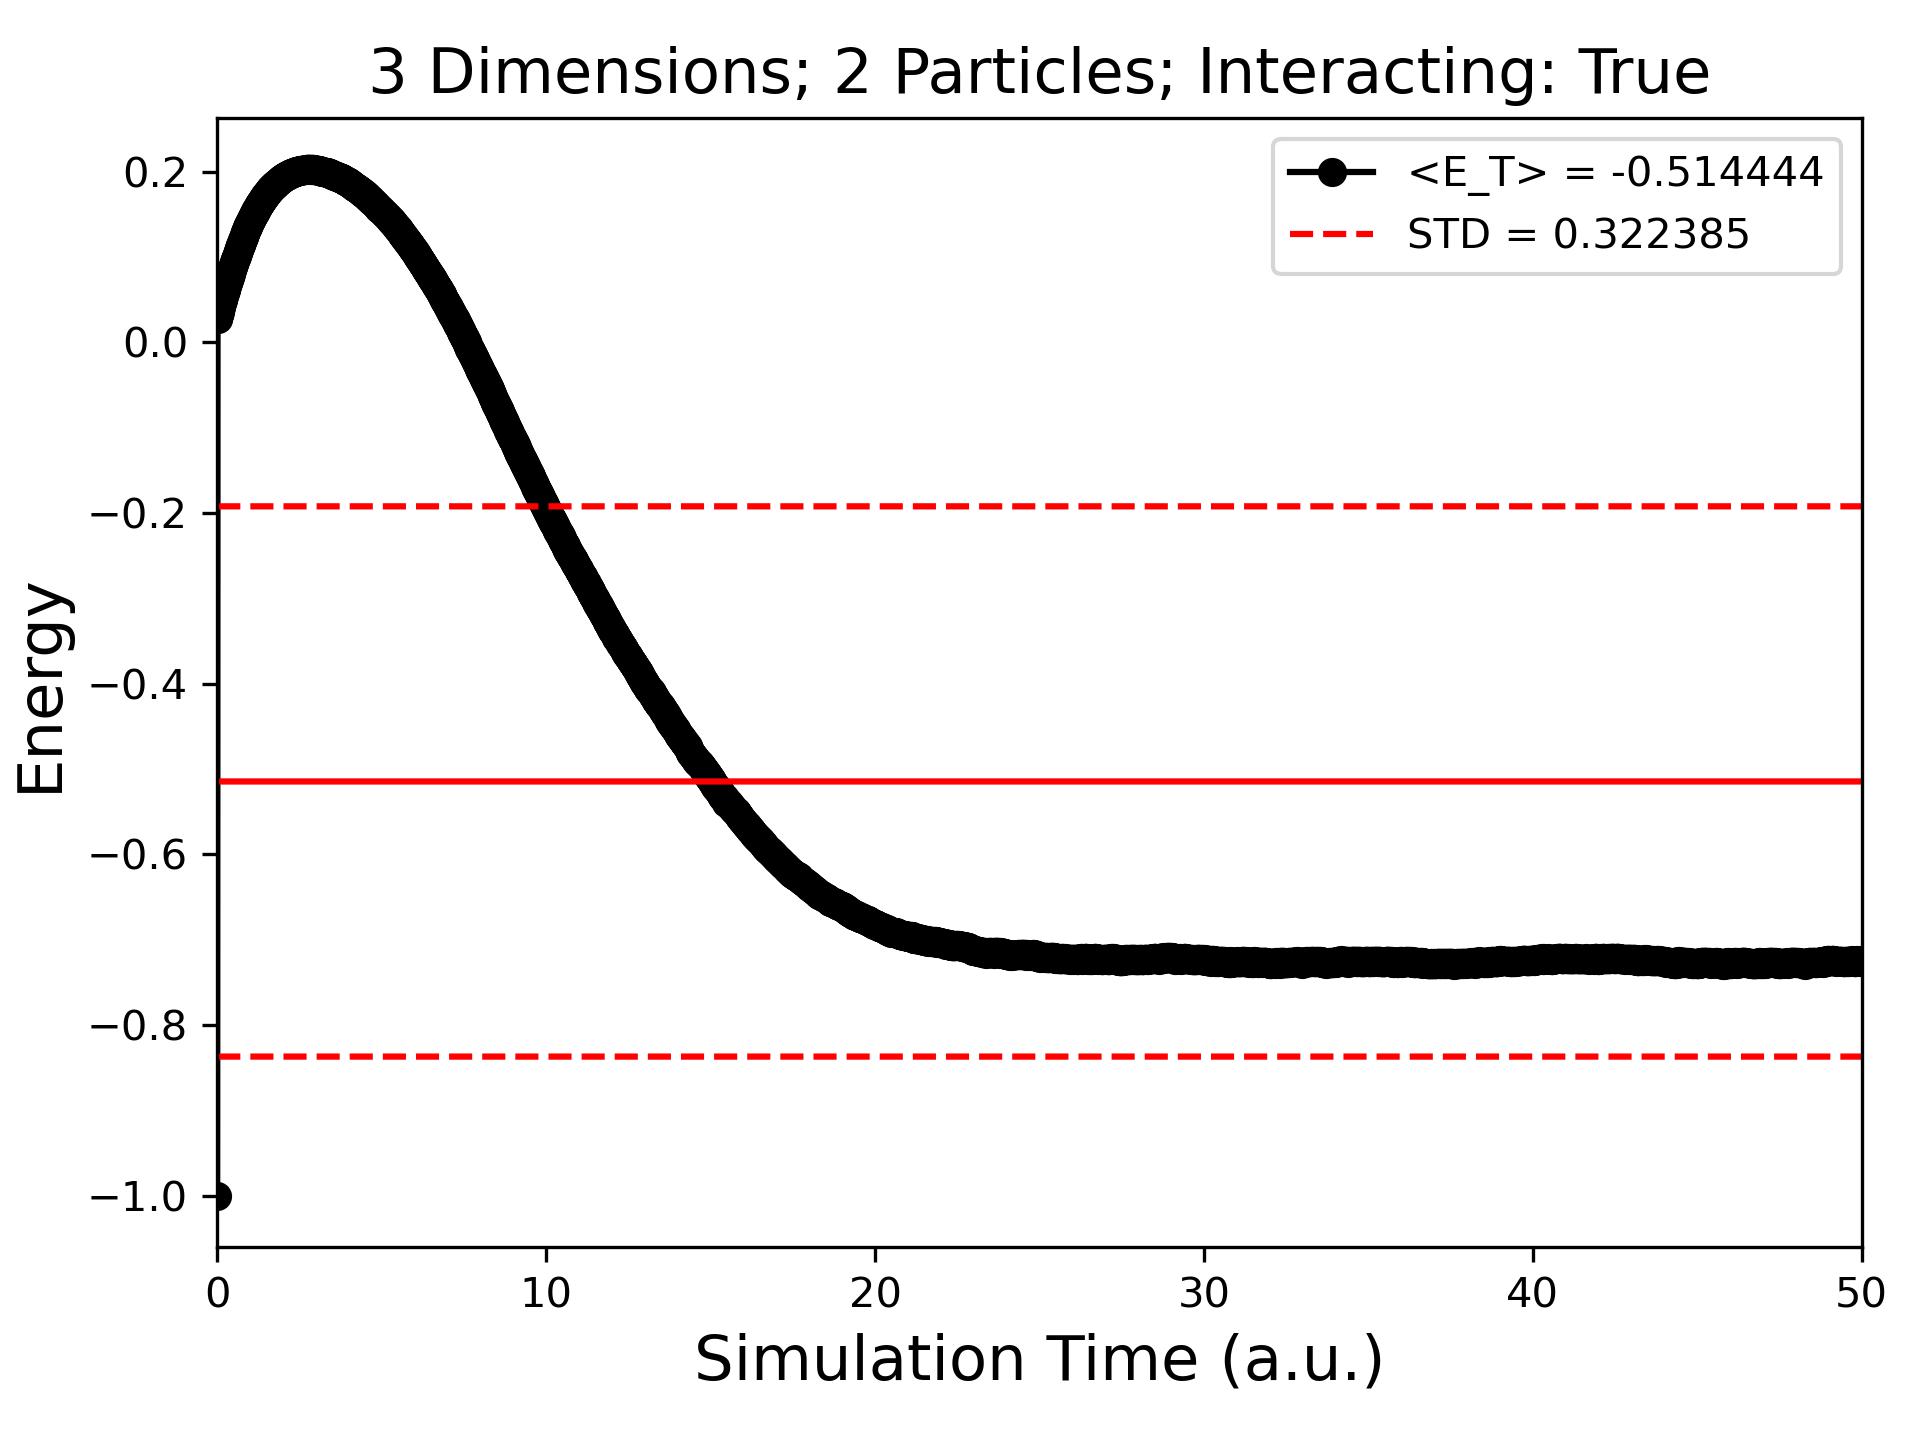 3 Dimensions; 2 Particles; Interacting: True
<E_T> = -0.514444
STD = 0.322385
Energy
0.2
0.0
−0.2
−0.4
−0.6
−0.8
−1.0
0 10 20 30 40 50
Simulation Time (a.u.)